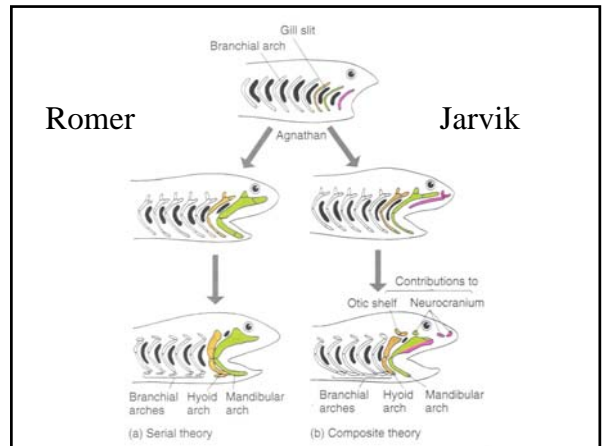 Gill slit
Branchial arch
Romer
Jarvik
Agnathan
Contributions to
Otic shelf
Neurocranium
Branchial Hyoid Mandibular
arches arch arch
Branchial Hyoid Mandibular
arches arch arch
(a) Serial theory
(b) Composite theory